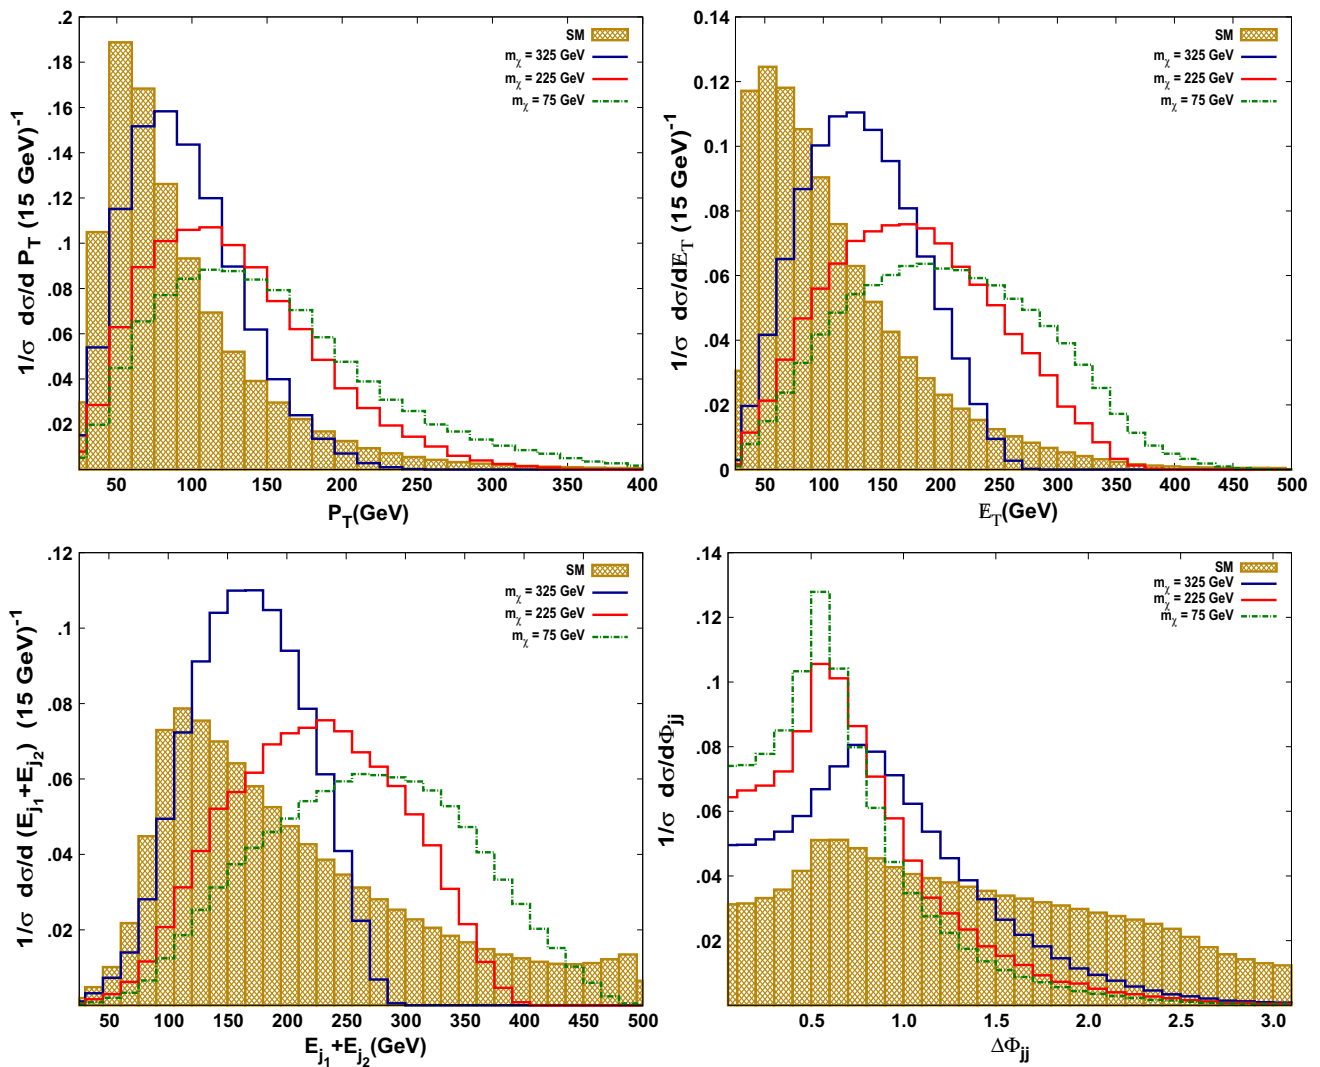 .2
.18
.16
.14
.12
.1
.08
.06
.04
.02
1/σ dσ/d P_T (15 GeV)^-1
SM
m_χ = 325 GeV
m_χ = 225 GeV
m_χ = 75 GeV
50 100 150 200 250 300 350 400
P_T(GeV)
0.14
0.12
0.1
0.08
0.06
0.04
0.02
0
1/σ dσ/dE̸_T (15 GeV)^-1
SM
m_χ = 325 GeV
m_χ = 225 GeV
m_χ = 75 GeV
50 100 150 200 250 300 350 400 450 500
E̸_T(GeV)
.12
.1
.08
.06
.04
.02
1/σ dσ/d (E_j1+E_j2) (15 GeV)^-1
SM
m_χ = 325 GeV
m_χ = 225 GeV
m_χ = 75 GeV
50 100 150 200 250 300 350 400 450 500
E_j1+E_j2(GeV)
.14
.12
.1
.08
.06
.04
.02
1/σ dσ/dΦ_jj
SM
m_χ = 325 GeV
m_χ = 225 GeV
m_χ = 75 GeV
0.5 1.0 1.5 2.0 2.5 3.0
ΔΦ_jj